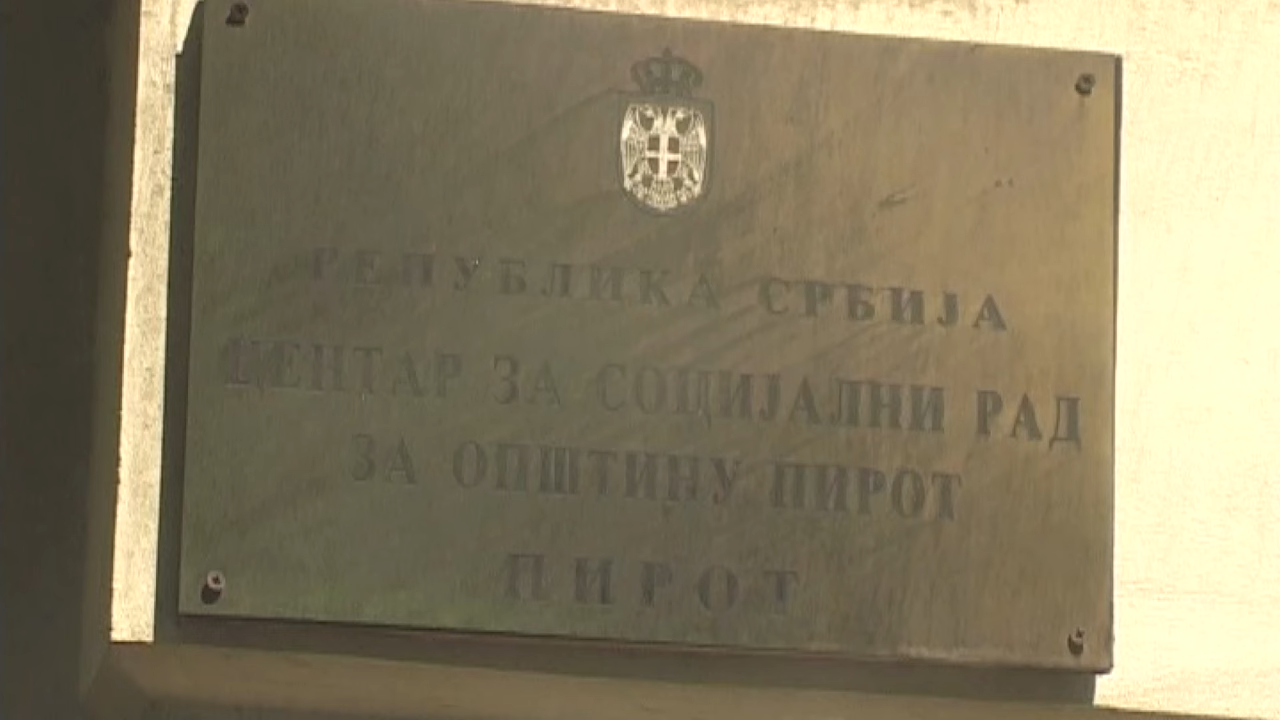 РЕПУБЛИКА СРБИЈА
ЦЕНТАР ЗА СОЦИЈАЛНИ РАД
ЗА ОПШТИНУ ПИРОТ
ПИРОТ